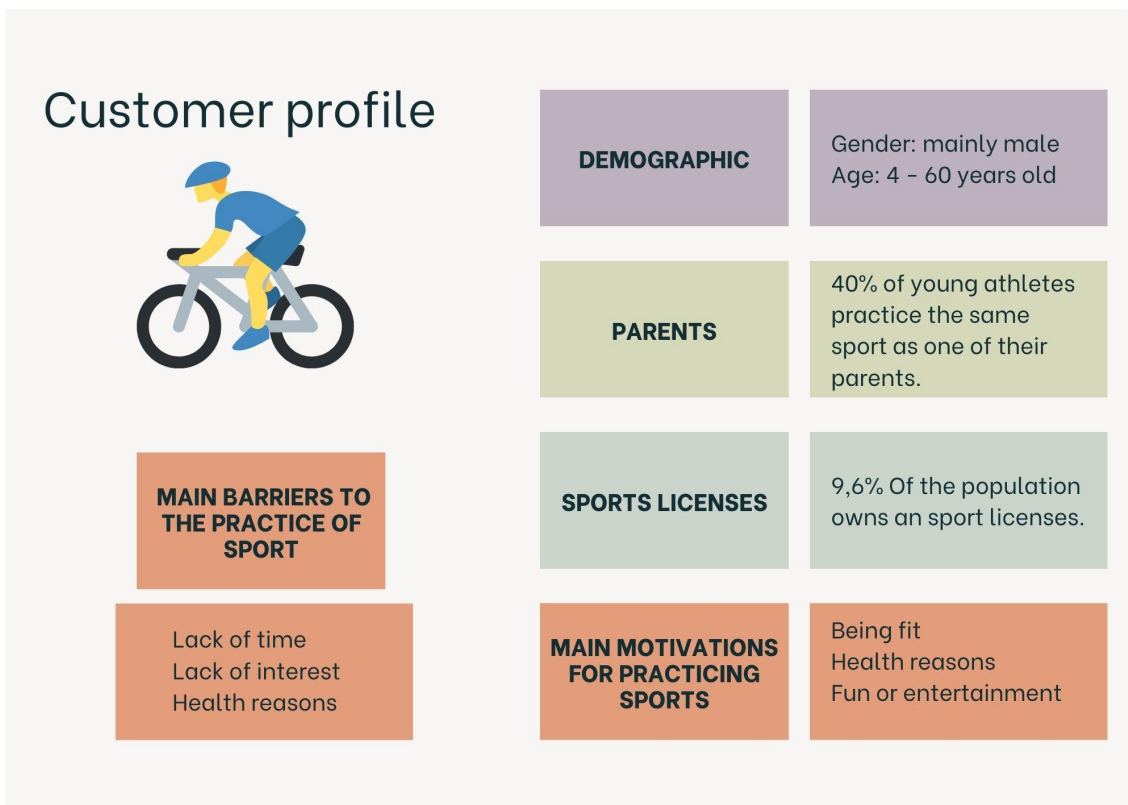 Customer profile
MAIN BARRIERS TO
THE PRACTICE OF
SPORT
Lack of time
Lack of interest
Health reasons
DEMOGRAPHIC
Gender: mainly male
Age: 4 - 60 years old
PARENTS
40% of young athletes
practice the same
sport as one of their
parents.
SPORTS LICENSES
9,6% Of the population
owns an sport licenses.
MAIN MOTIVATIONS
FOR PRACTICING
SPORTS
Being fit
Health reasons
Fun or entertainment